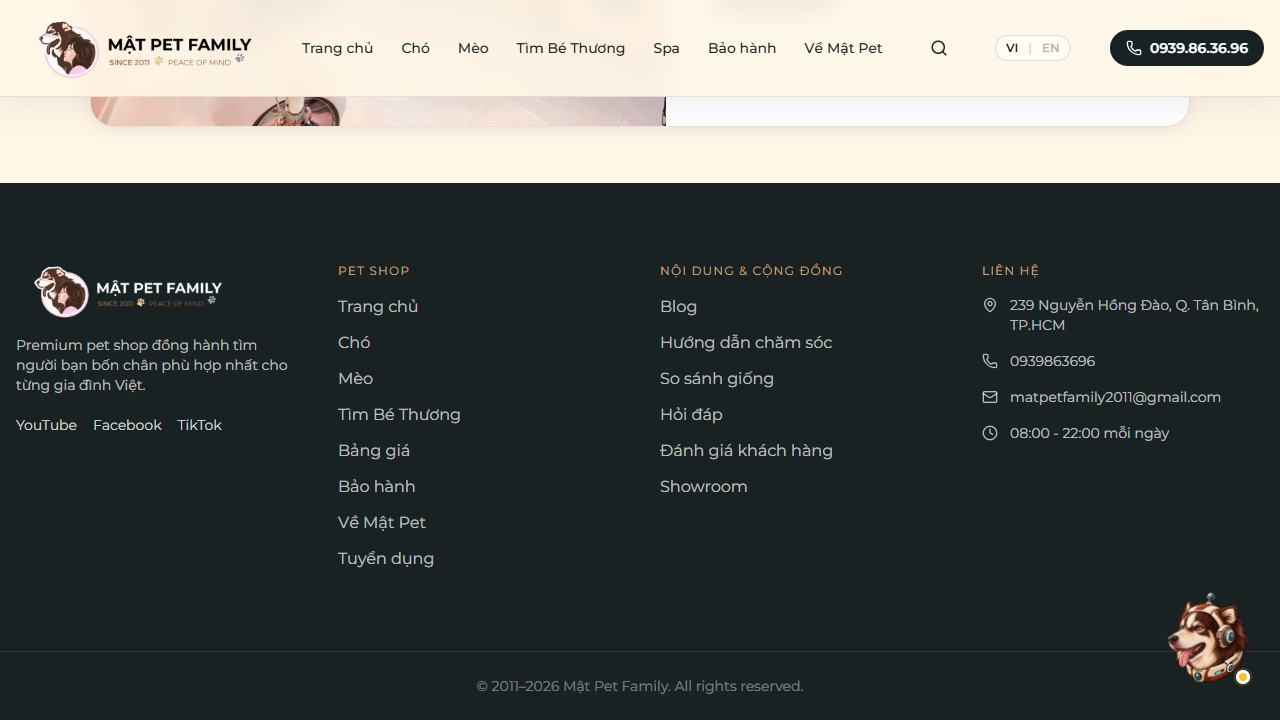 MẬT PET FAMILY
SINCE 2011 PEACE OF MIND
Trang chủ
Chó
Mèo
Tìm Bé Thương
Spa
Bảo hành
Về Mật Pet
VI | EN
0939.86.36.96
MẬT PET FAMILY
SINCE 2011 PEACE OF MIND
Premium pet shop đồng hành tìm
người bạn bốn chân phù hợp nhất cho
từng gia đình Việt.
YouTube Facebook TikTok
PET SHOP
Trang chủ
Chó
Mèo
Tìm Bé Thương
Bảng giá
Bảo hành
Về Mật Pet
Tuyển dụng
NỘI DUNG & CỘNG ĐỒNG
Blog
Hướng dẫn chăm sóc
So sánh giống
Hỏi đáp
Đánh giá khách hàng
Showroom
LIÊN HỆ
239 Nguyễn Hồng Đào, Q. Tân Bình,
TP.HCM
0939863696
matpetfamily2011@gmail.com
08:00 - 22:00 mỗi ngày
© 2011–2026 Mật Pet Family. All rights reserved.